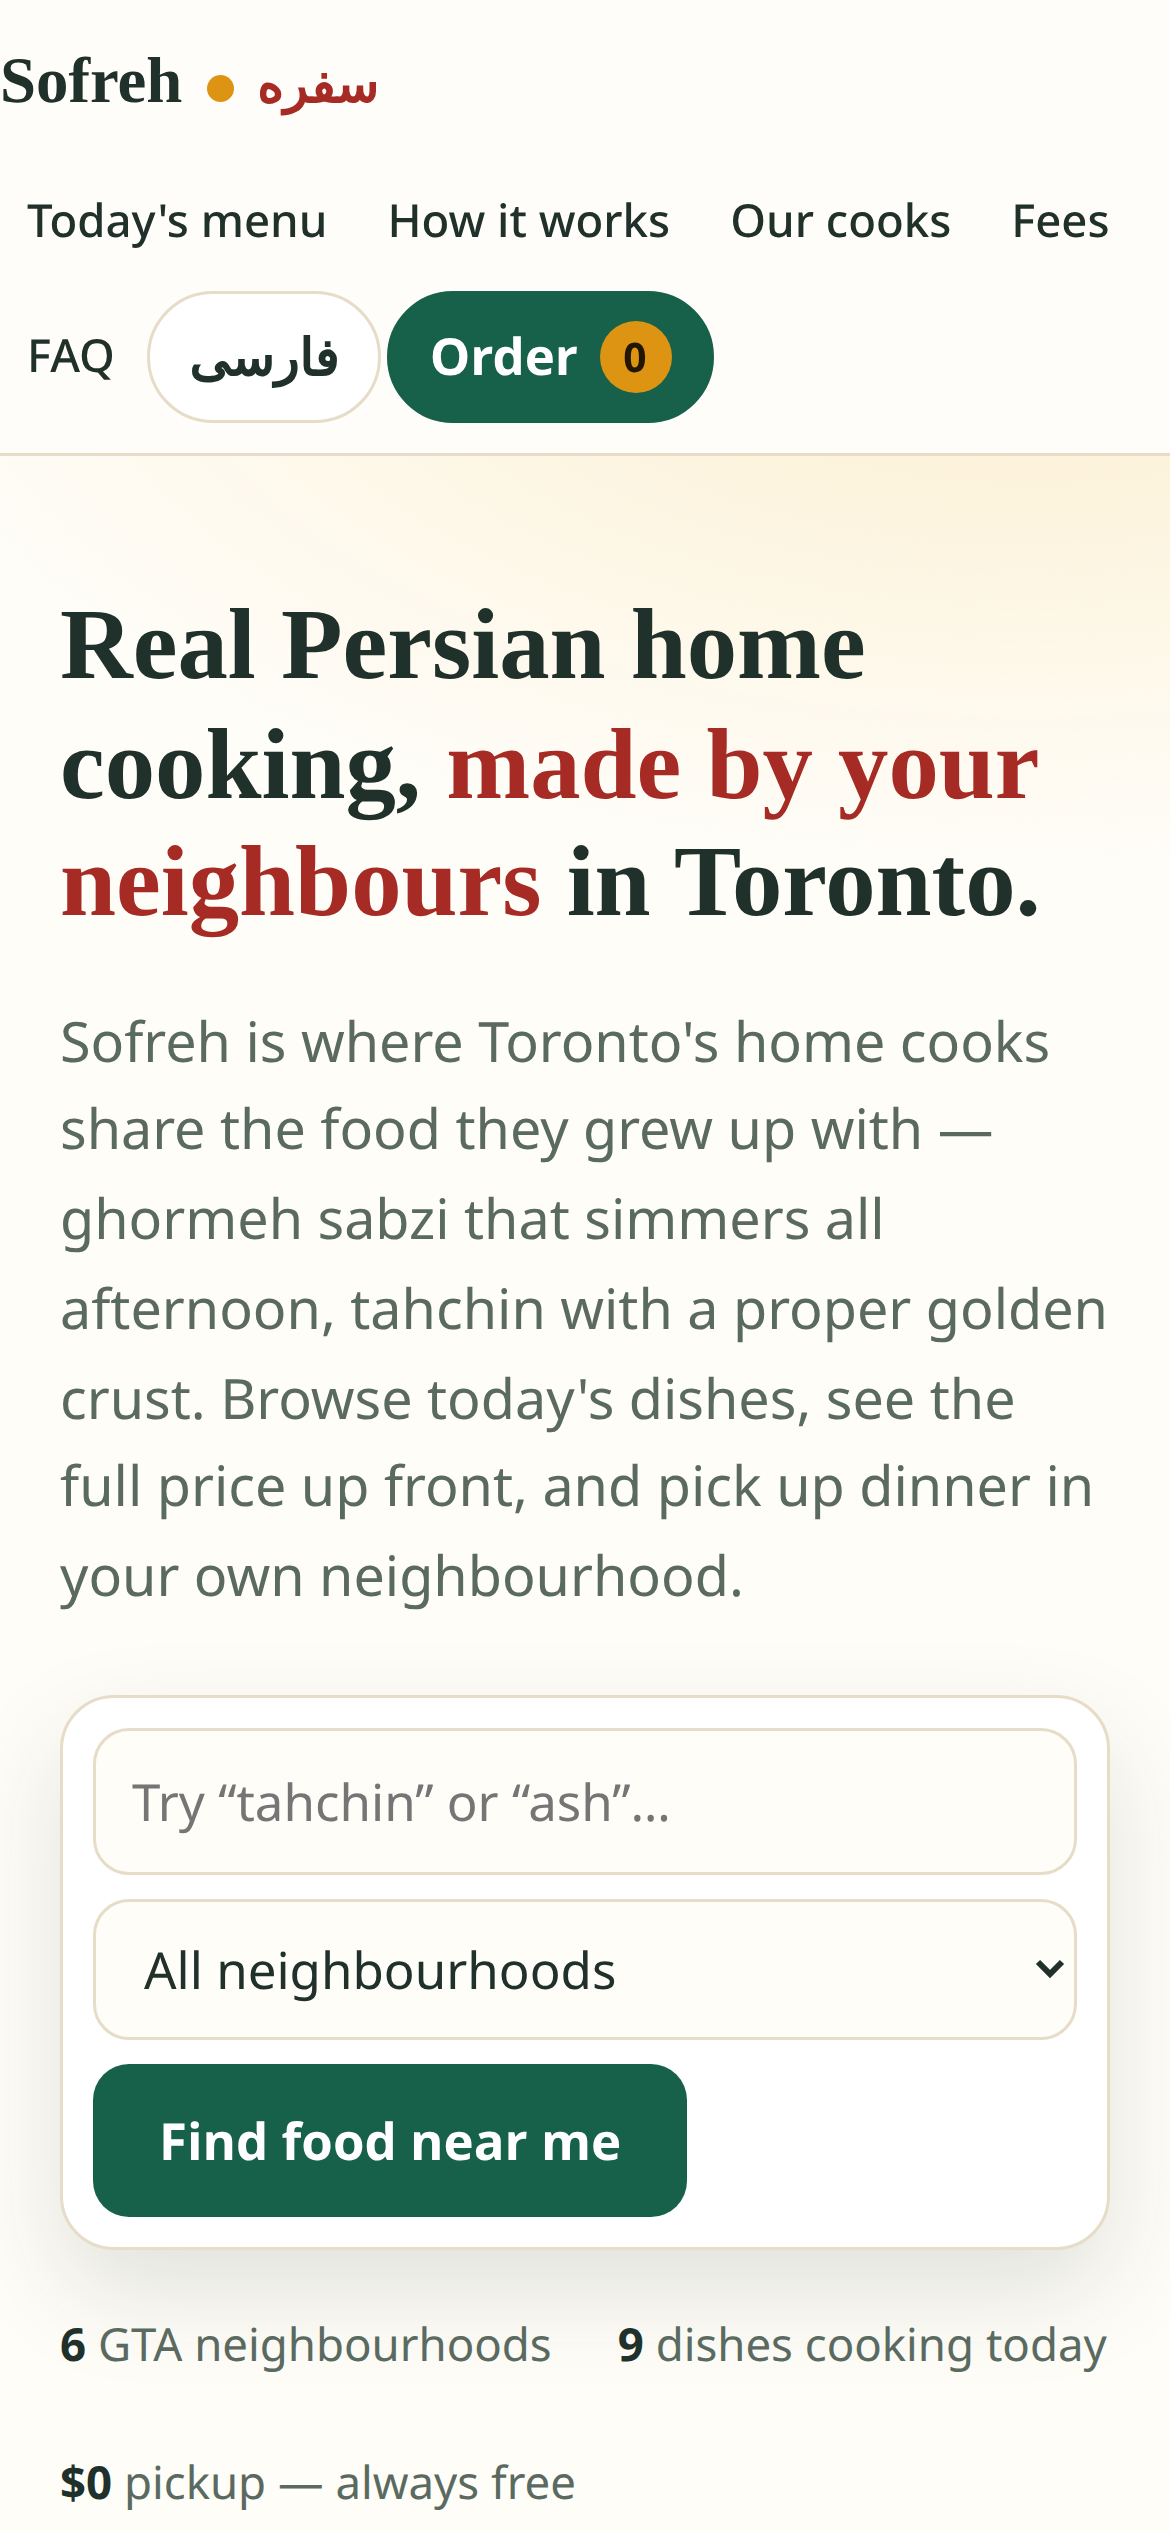 Sofreh ● سفره
Today's menu How it works Our cooks Fees
FAQ فارسی Order 0
Real Persian home
cooking, made by your
neighbours in Toronto.
Sofreh is where Toronto's home cooks
share the food they grew up with —
ghormeh sabzi that simmers all
afternoon, tahchin with a proper golden
crust. Browse today's dishes, see the
full price up front, and pick up dinner in
your own neighbourhood.
Try “tahchin” or “ash”…
All neighbourhoods
Find food near me
6 GTA neighbourhoods 9 dishes cooking today
$0 pickup — always free